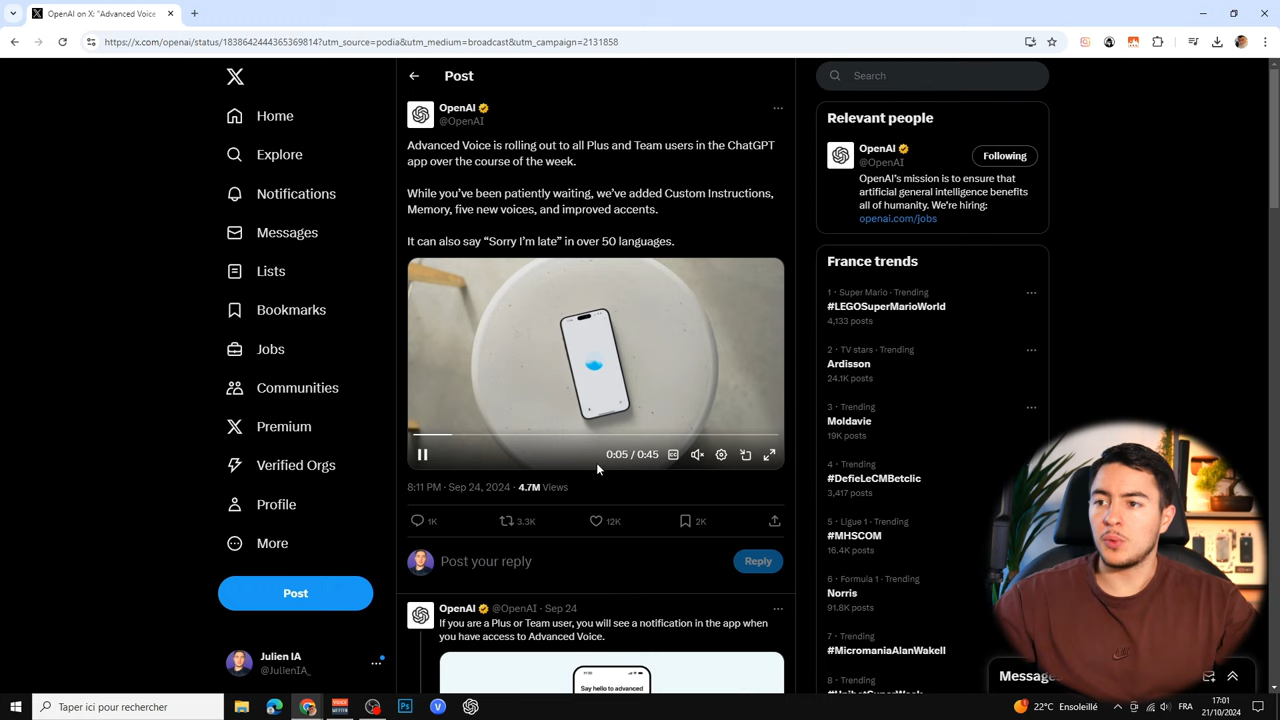 OpenAI on X: "Advanced Voice
https://x.com/openai/status/1838642444365369814?utm_source=podia&utm_medium=broadcast&utm_campaign=2131858
Post
Search
Home
Explore
Notifications
Messages
Lists
Bookmarks
Jobs
Communities
Premium
Verified Orgs
Profile
More
Post
Julien IA
@JulienIA_
OpenAI
@OpenAI
Advanced Voice is rolling out to all Plus and Team users in the ChatGPT
app over the course of the week.
While you've been patiently waiting, we've added Custom Instructions,
Memory, five new voices, and improved accents.
It can also say “Sorry I'm late” in over 50 languages.
0:05 / 0:45
8:11 PM · Sep 24, 2024 · 4.7M Views
1K 3.3K 12K 2K
Post your reply
Reply
OpenAI @OpenAI · Sep 24
If you are a Plus or Team user, you will see a notification in the app when
you have access to Advanced Voice.
Say hello to advanced
Relevant people
OpenAI
@OpenAI
Following
OpenAI's mission is to ensure that
artificial general intelligence benefits
all of humanity. We're hiring:
openai.com/jobs
France trends
1 · Super Mario · Trending
#LEGOSuperMarioWorld
4,133 posts
2 · TV stars · Trending
Ardisson
24.1K posts
3 · Trending
Moldavie
19K posts
4 · Trending
#DefieLeCMBetclic
3,417 posts
5 · Ligue 1 · Trending
#MHSCOM
16.4K posts
6 · Formula 1 · Trending
Norris
91.8K posts
7 · Trending
#MicromaniaAlanWakeII
8 · Trending
Messages
Taper ici pour rechercher
22°C Ensoleillé
FRA
17:01
21/10/2024